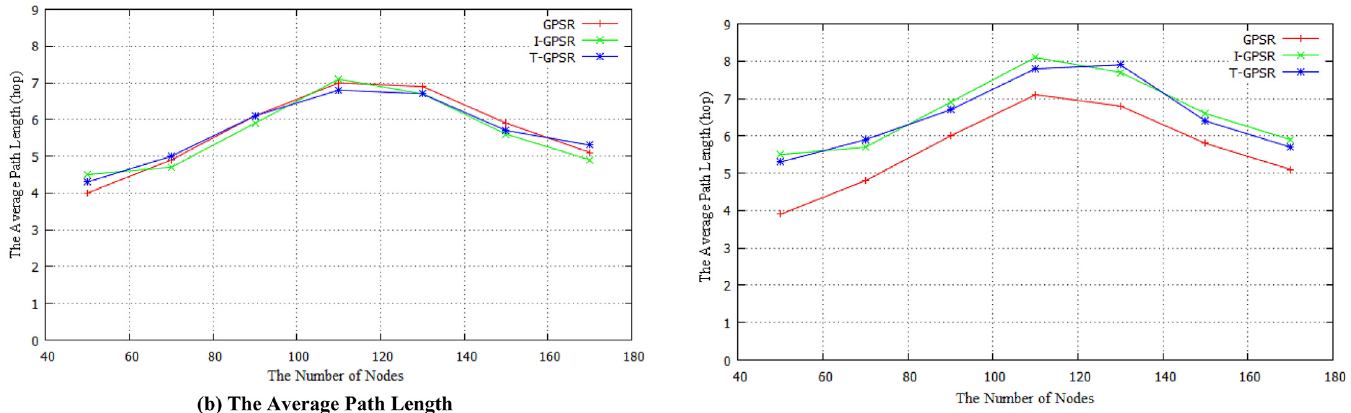 9
8
7
6
5
4
3
2
1
0
The Average Path Length (hop)
GPSR
I-GPSR
T-GPSR
40 60 80 100 120 140 160 180
The Number of Nodes
(b) The Average Path Length
9
8
7
6
5
4
3
2
1
0
The Average Path Length (hop)
GPSR
I-GPSR
T-GPSR
40 60 80 100 120 140 160 180
The Number of Nodes